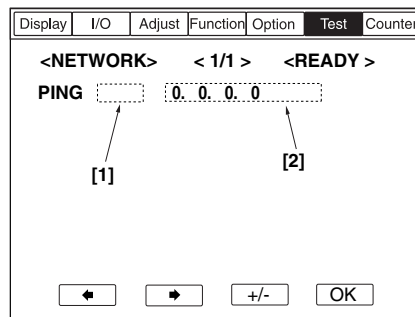 Display I/O Adjust Function Option Test Counter
<NETWORK> < 1/1 > <READY >
PING 0. 0. 0. 0
[1] [2]
+/- OK